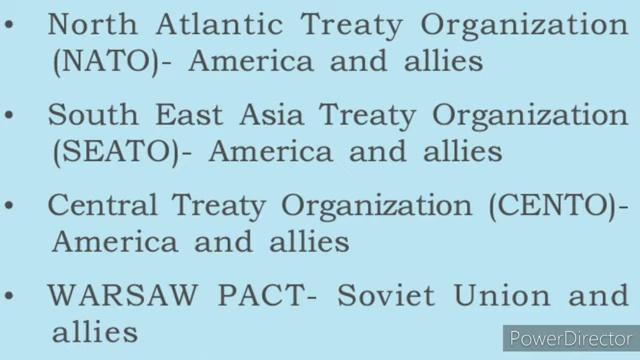 • North Atlantic Treaty Organization
(NATO)- America and allies
• South East Asia Treaty Organization
(SEATO)- America and allies
• Central Treaty Organization (CENTO)-
America and allies
• WARSAW PACT- Soviet Union and
allies
PowerDirector